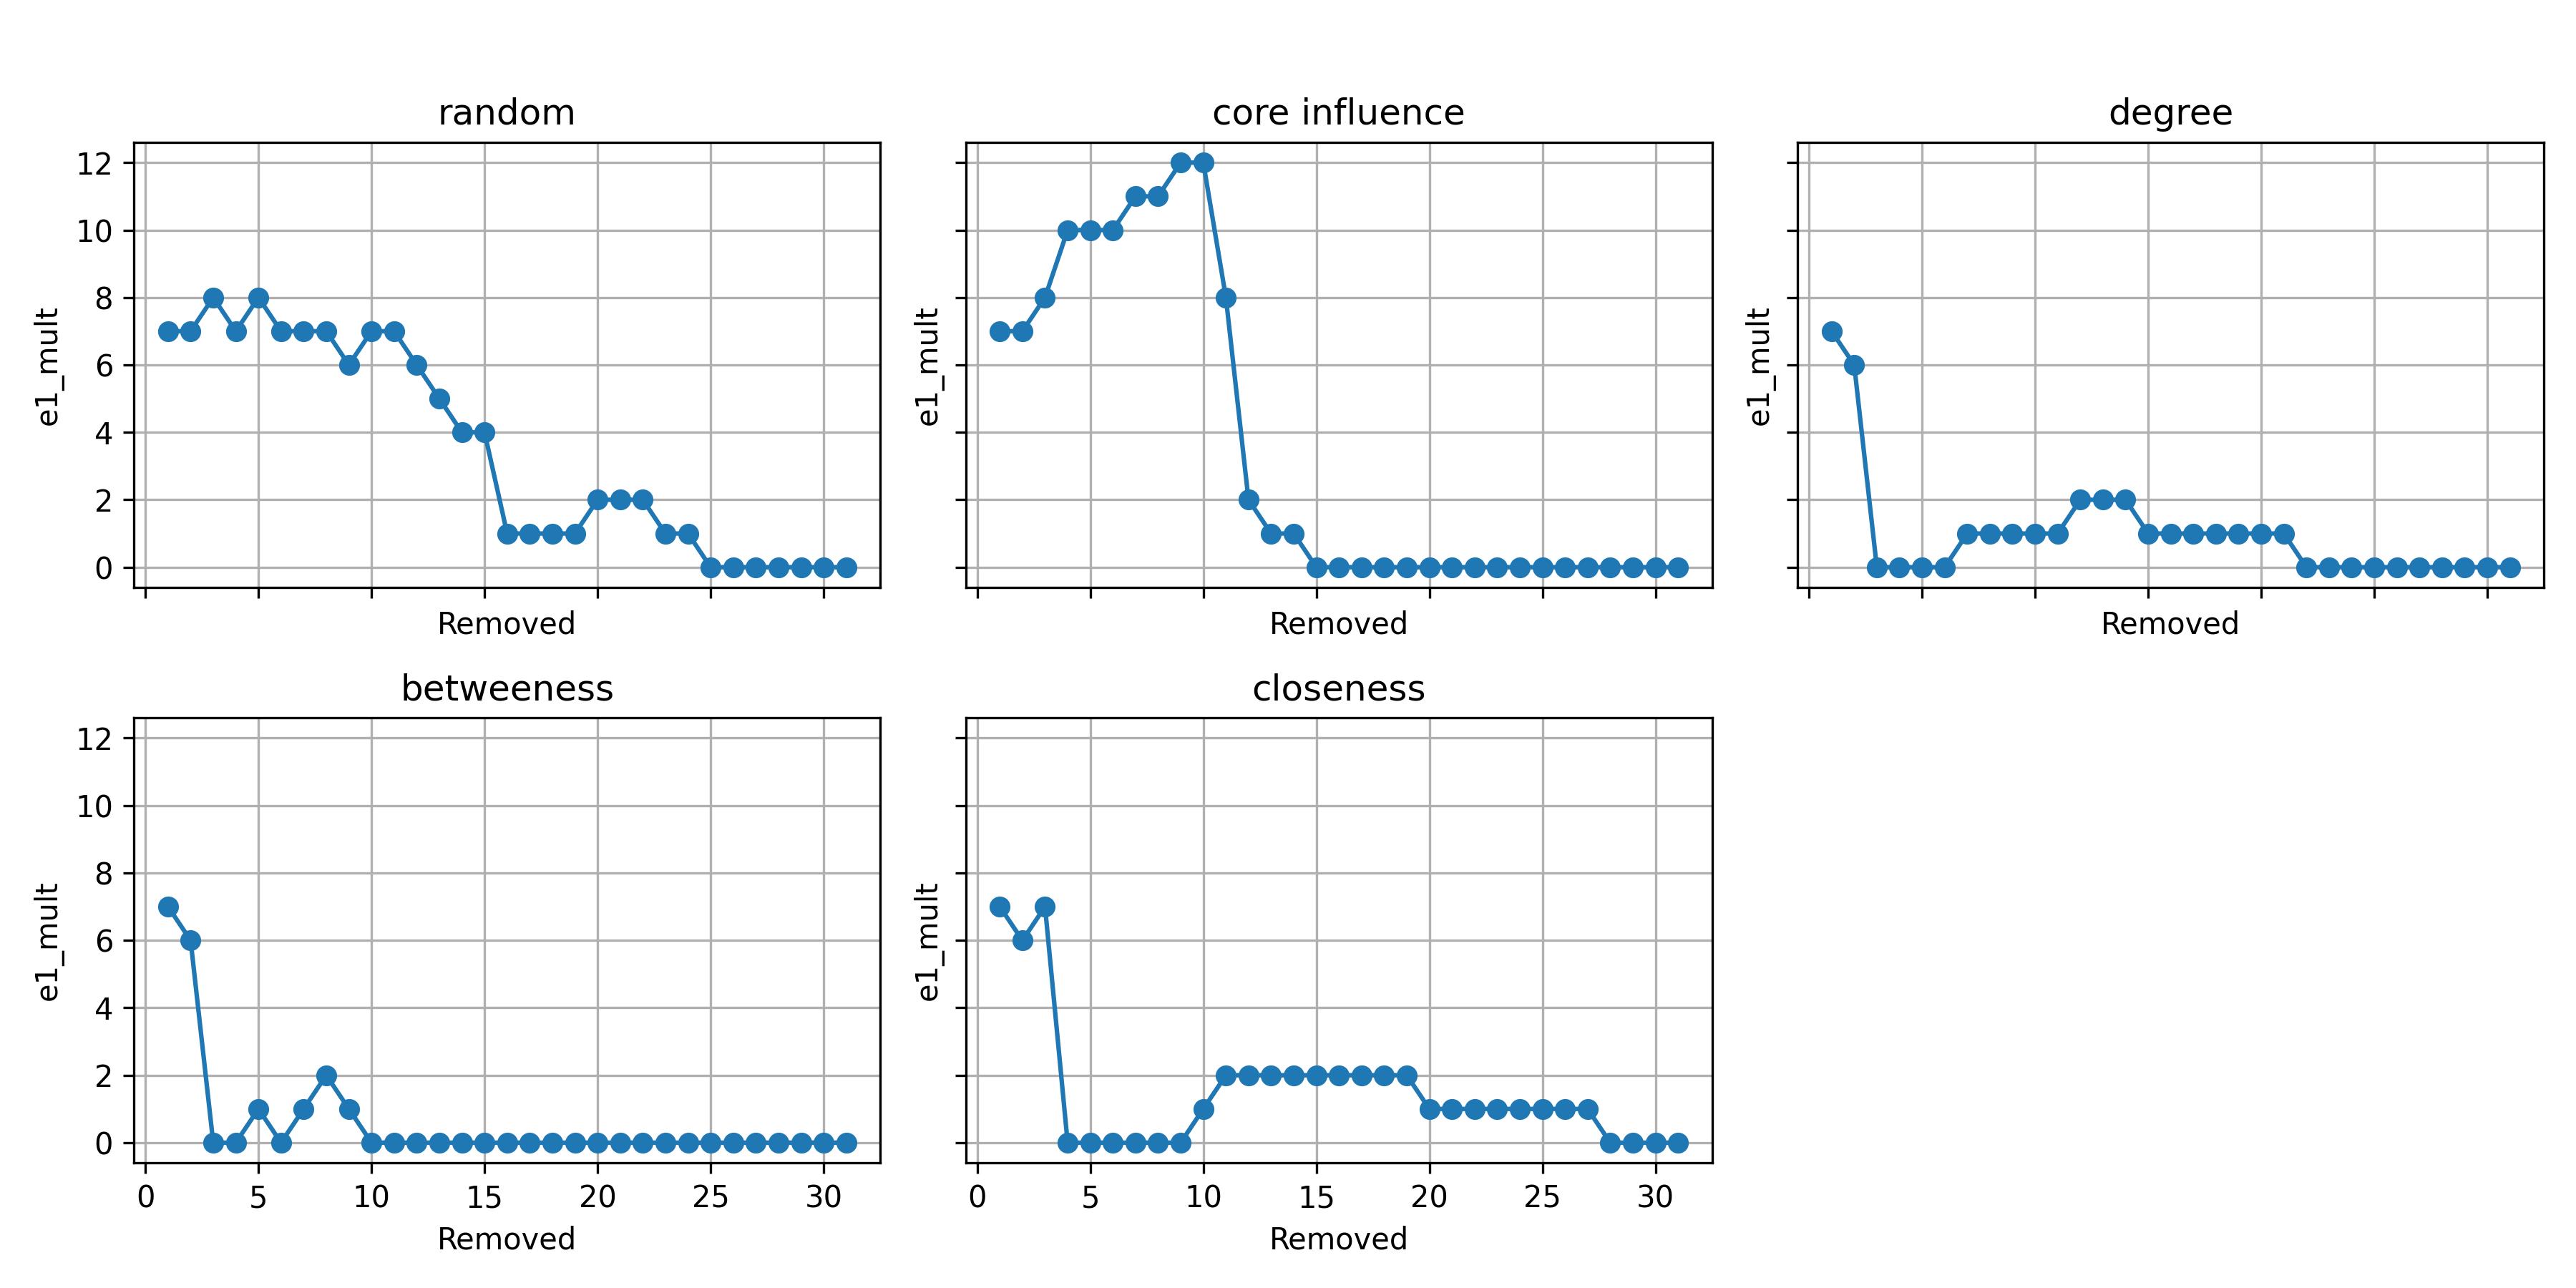 random
core influence
degree
12
10
8
6
4
2
0
e1_mult
e1_mult
e1_mult
Removed
Removed
Removed
betweeness
closeness
12
10
8
6
4
2
0
e1_mult
e1_mult
0 5 10 15 20 25 30
0 5 10 15 20 25 30
Removed
Removed